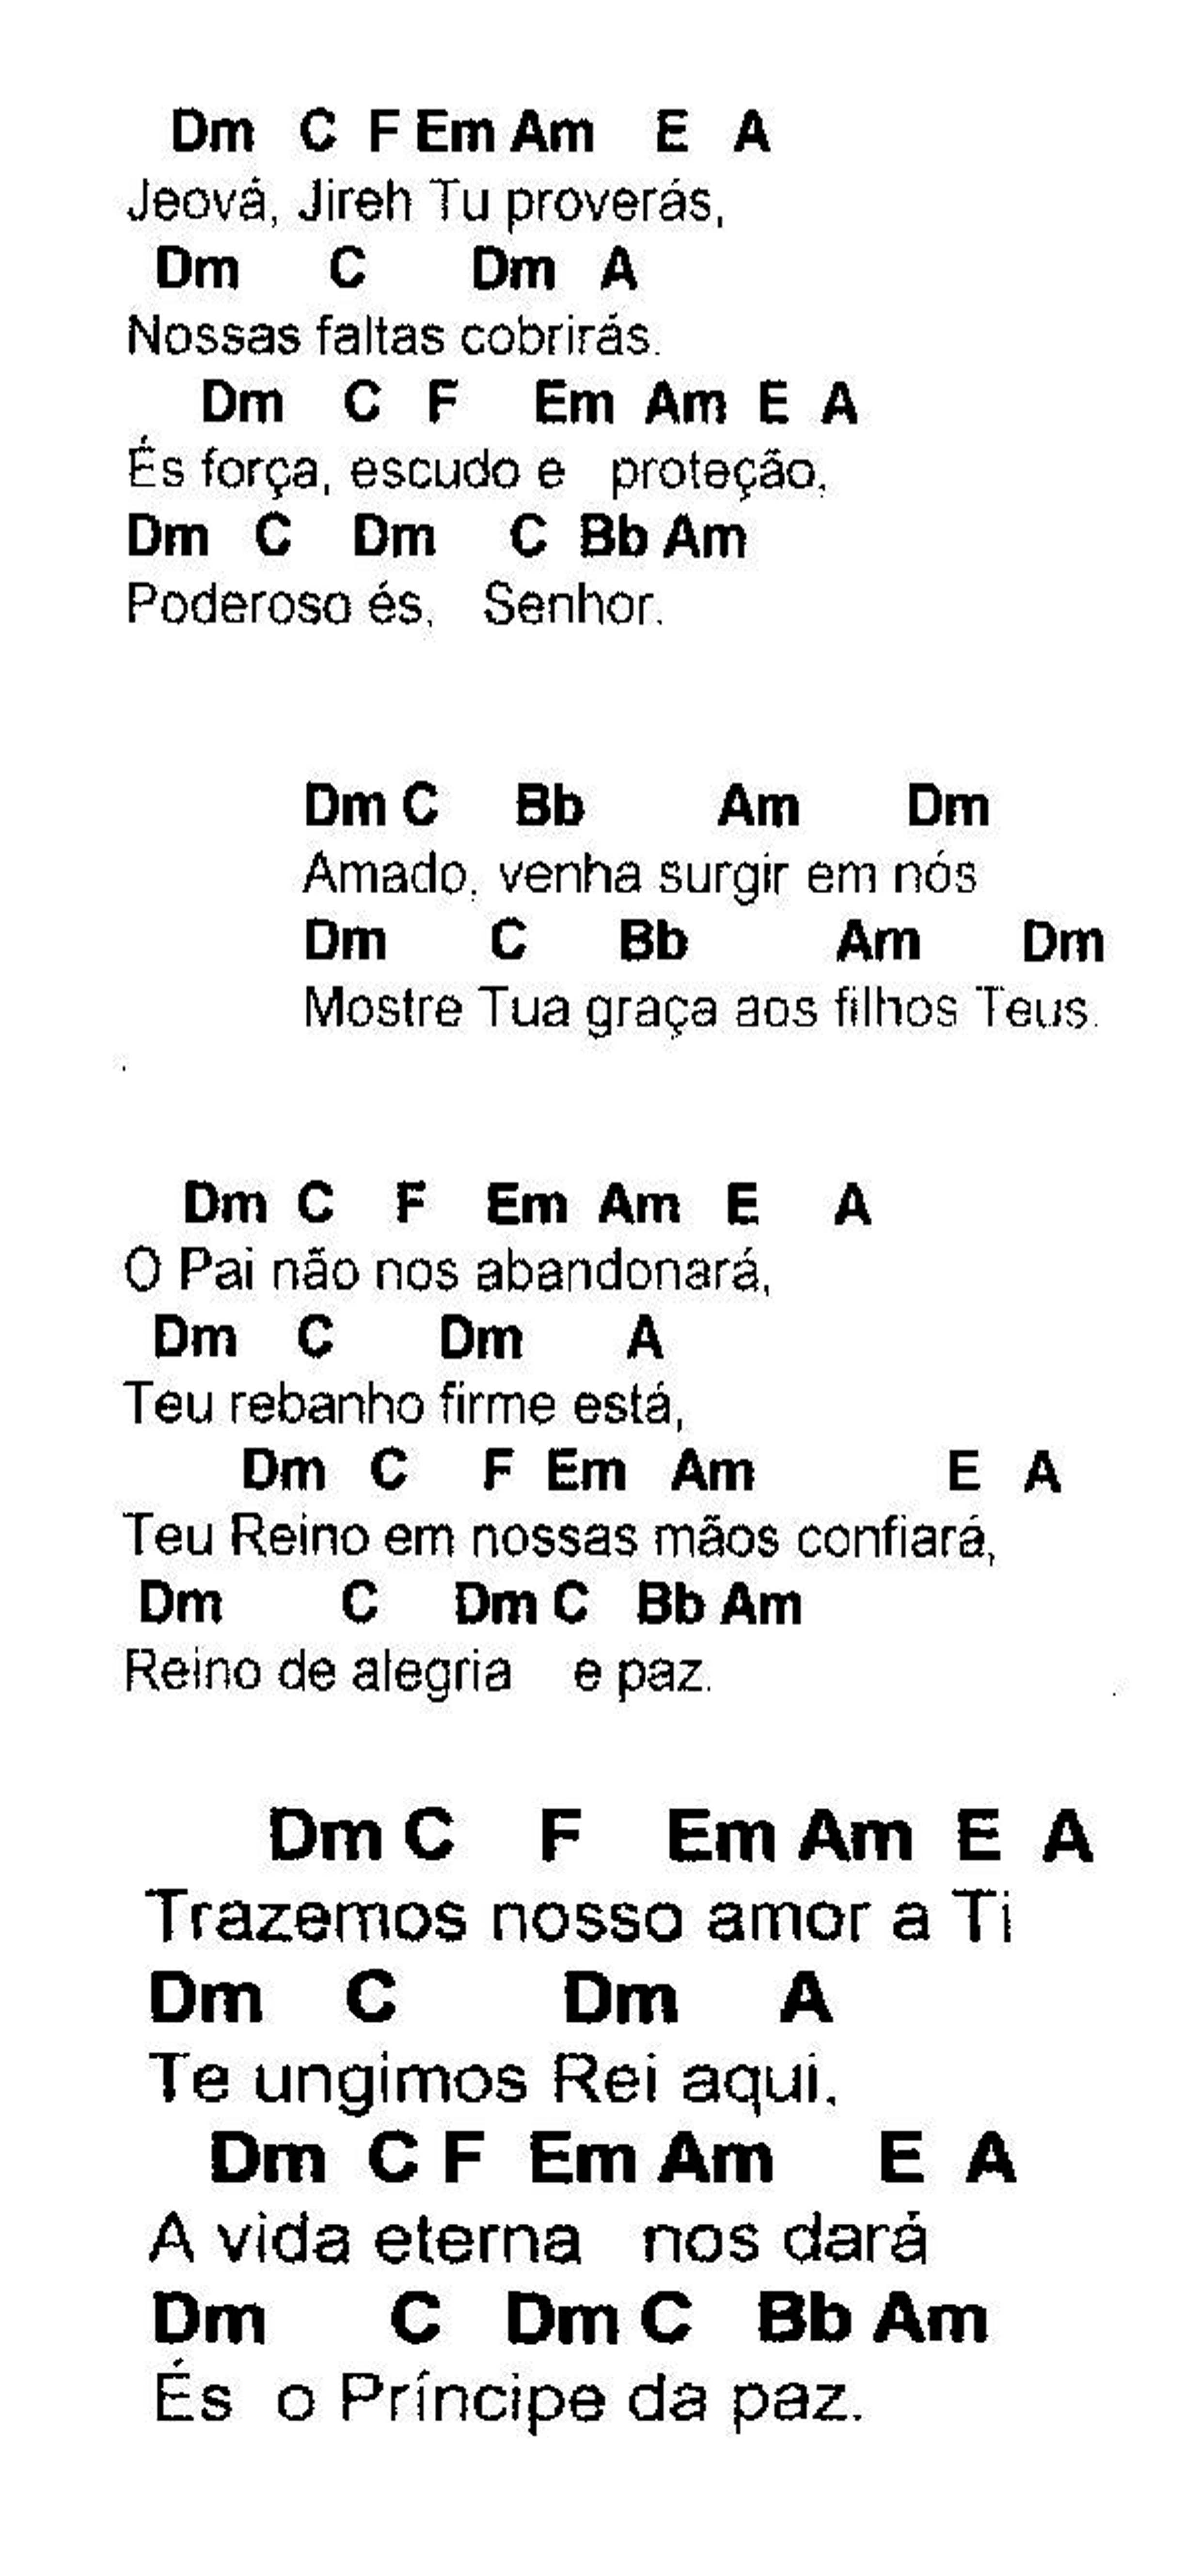 Dm C F Em Am E A
Jeová, Jireh Tu proverás,
Dm C Dm A
Nossas faltas cobrirás.
Dm C F Em Am E A
És força, escudo e proteção,
Dm C Dm C Bb Am
Poderoso és, Senhor.
Dm C Bb Am Dm
Amado, venha surgir em nós
Dm C Bb Am Dm
Mostre Tua graça aos filhos Teus.
Dm C F Em Am E A
O Pai não nos abandonará,
Dm C Dm A
Teu rebanho firme está,
Dm C F Em Am E A
Teu Reino em nossas mãos confiará,
Dm C Dm C Bb Am
Reino de alegria e paz.
Dm C F Em Am E A
Trazemos nosso amor a Ti
Dm C Dm A
Te ungimos Rei aqui.
Dm C F Em Am E A
A vida eterna nos dará
Dm C Dm C Bb Am
És o Príncipe da paz.